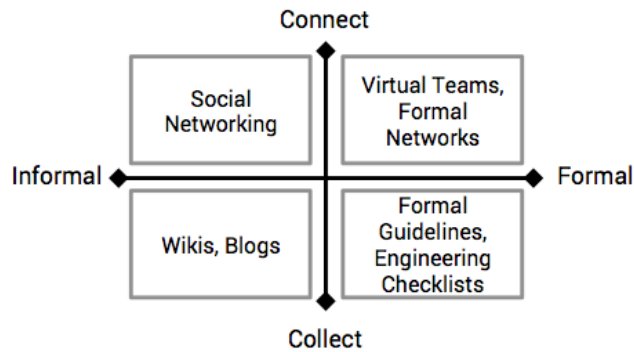 Connect
Social
Networking
Virtual Teams,
Formal
Networks
Informal
Formal
Wikis, Blogs
Formal
Guidelines,
Engineering
Checklists
Collect